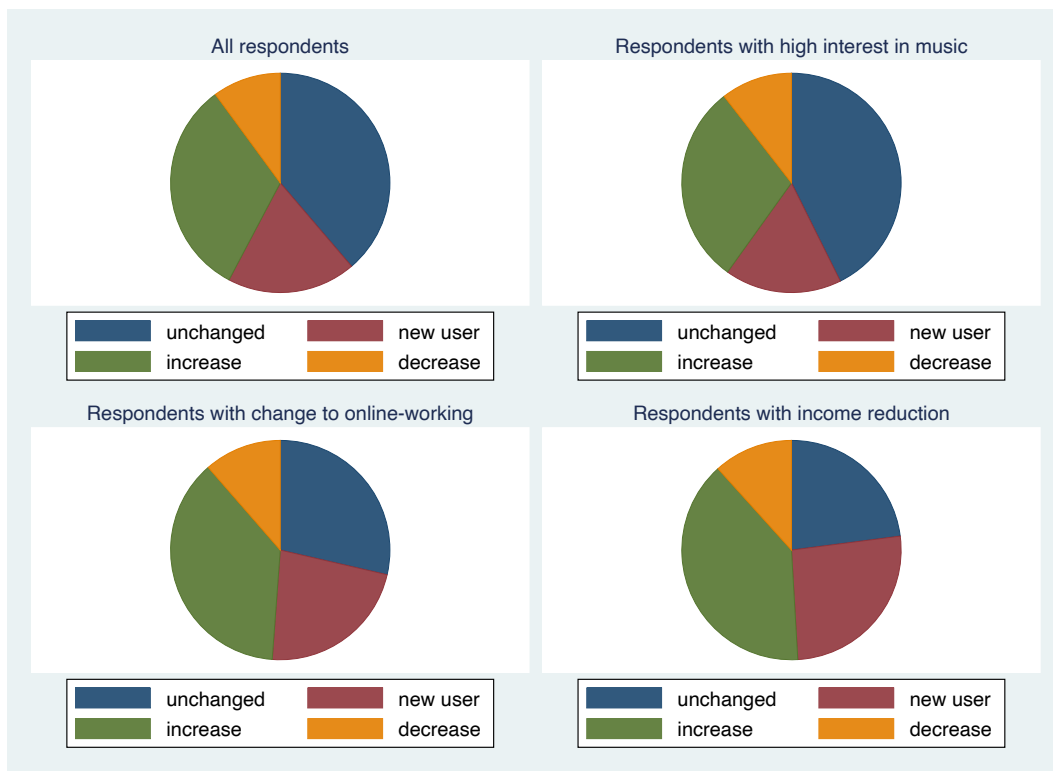 All respondents
unchanged new user
increase decrease
Respondents with high interest in music
unchanged new user
increase decrease
Respondents with change to online-working
unchanged new user
increase decrease
Respondents with income reduction
unchanged new user
increase decrease